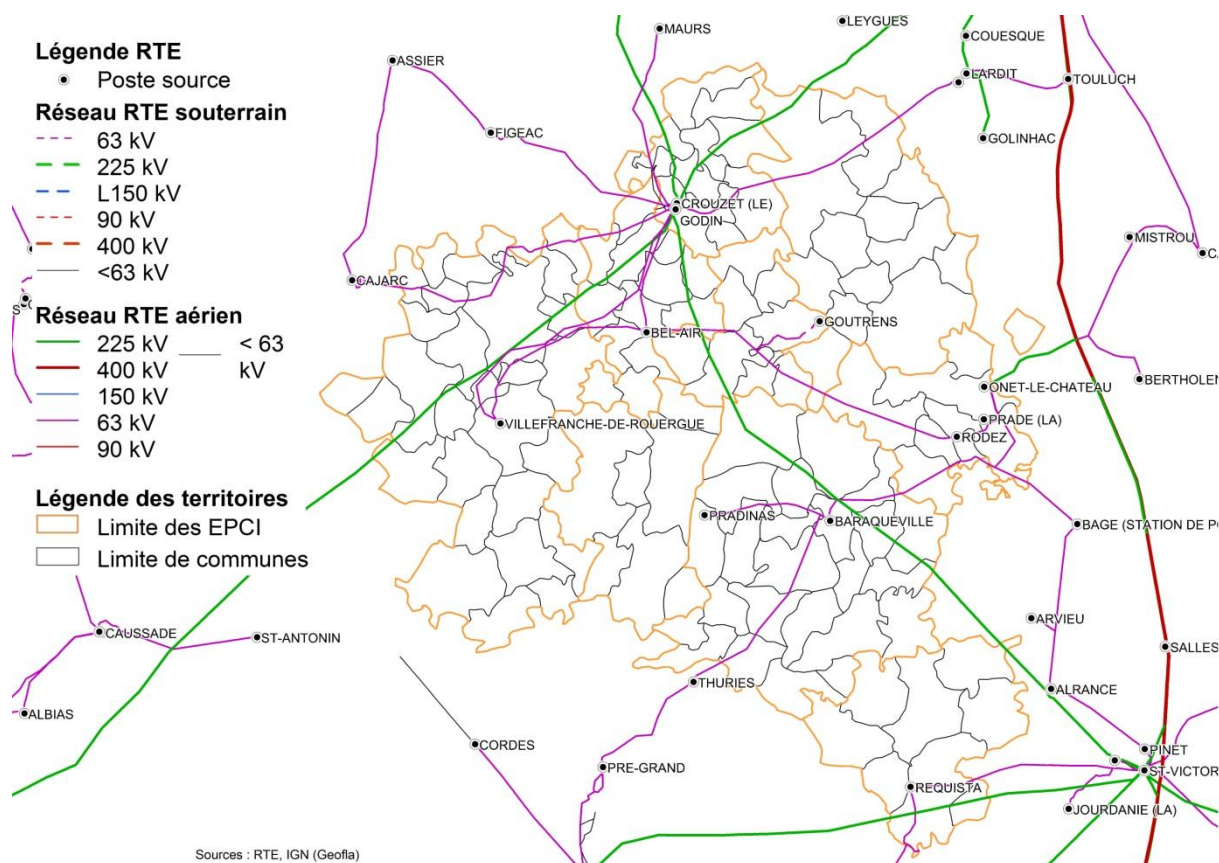 Légende RTE
Poste source
Réseau RTE souterrain
63 kV
225 kV
L150 kV
90 kV
400 kV
<63 kV
Réseau RTE aérien
225 kV
< 63
kV
400 kV
150 kV
63 kV
90 kV
Légende des territoires
Limite des EPCI
Limite de communes
MAURS
LEYGUES
COUESQUE
ASSIER
LARDIT
TOULUCH
FIGEAC
GOLINHAC
CROUZET (LE)
GODIN
MISTROU
CAJARC
GOUTRENS
BEL-AIR
ONET-LE-CHATEAU
BERTHOLEN
VILLEFRANCHE-DE-ROUERGUE
PRADE (LA)
RODEZ
PRADINAS
BARAQUEVILLE
BAGE (STATION DE P
ARVIEU
CAUSSADE
ST-ANTONIN
SALLES
THURIES
ALRANCE
ALBIAS
CORDES
PINET
PRE-GRAND
ST-VICTOR
REQUISTA
JOURDANIE (LA)
Sources : RTE, IGN (Geofla)